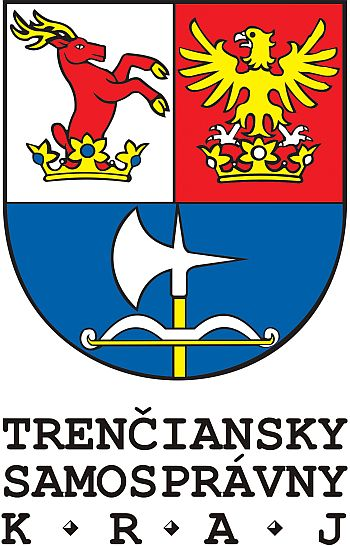 TRENČIANSKY
SAMOSPRÁVNY
K ⬩ R ⬩ A ⬩ J